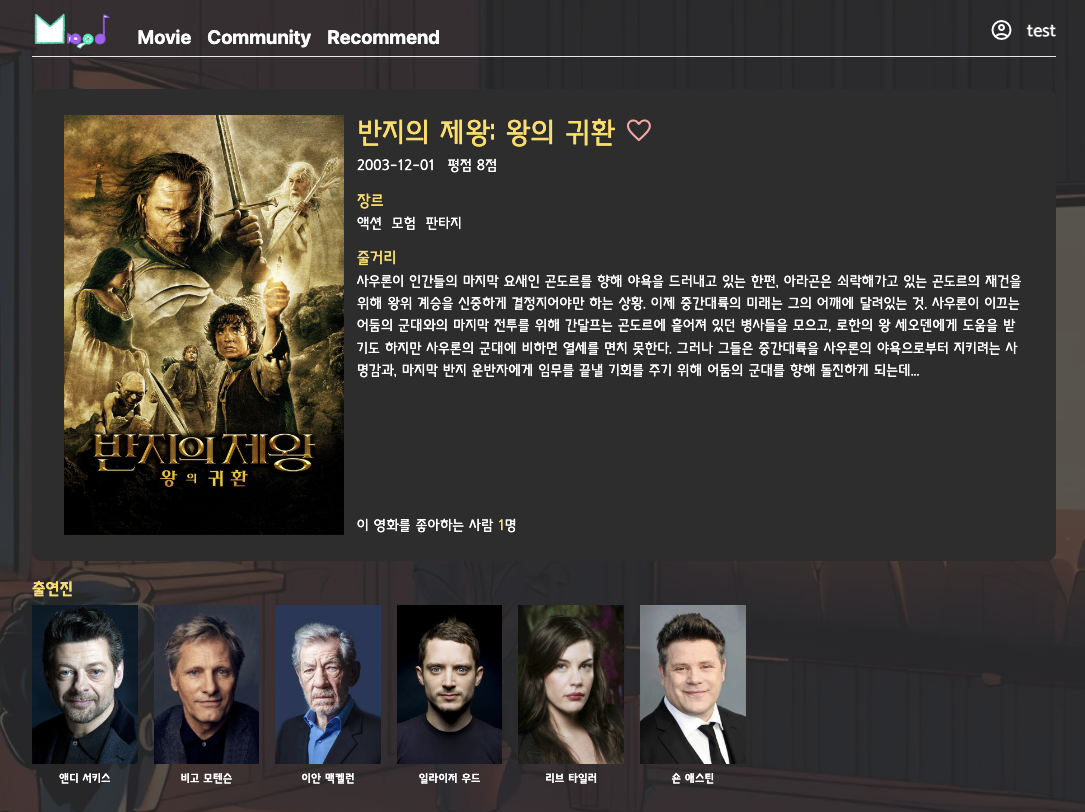 Mood
Movie Community Recommend
test
반지의 제왕: 왕의 귀환
2003-12-01 평점 8점
장르
액션 모험 판타지
줄거리
사우론이 인간들의 마지막 요새인 곤도르를 향해 야욕을 드러내고 있는 한편, 아라곤은 쇠락해가고 있는 곤도르의 재건을
위해 왕위 계승을 신중하게 결정지어야만 하는 상황. 이제 중간대륙의 미래는 그의 어깨에 달려있는 것. 사우론이 이끄는
어둠의 군대와의 마지막 전투를 위해 간달프는 곤도르에 흩어져 있던 병사들을 모으고, 로한의 왕 세오덴에게 도움을 받
기도 하지만 사우론의 군대에 비하면 열세를 면치 못한다. 그러나 그들은 중간대륙을 사우론의 야욕으로부터 지키려는 사
명감과, 마지막 반지 운반자에게 임무를 끝낼 기회를 주기 위해 어둠의 군대를 향해 돌진하게 되는데...
반지의 제왕
왕의 귀환
이 영화를 좋아하는 사람 1명
출연진
앤디 서키스
비고 모텐슨
이안 맥켈런
일라이저 우드
리브 타일러
숀 애스틴